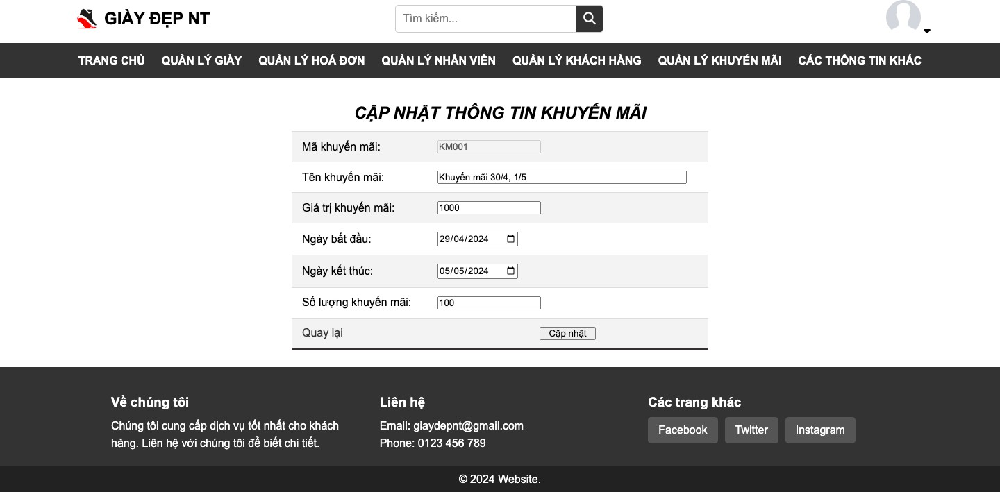 GIÀY ĐẸP NT
Tìm kiếm...
TRANG CHỦ QUẢN LÝ GIÀY QUẢN LÝ HOÁ ĐƠN QUẢN LÝ NHÂN VIÊN QUẢN LÝ KHÁCH HÀNG QUẢN LÝ KHUYẾN MÃI CÁC THÔNG TIN KHÁC
CẬP NHẬT THÔNG TIN KHUYẾN MÃI
Mã khuyến mãi: KM001
Tên khuyến mãi: Khuyến mãi 30/4, 1/5
Giá trị khuyến mãi: 1000
Ngày bắt đầu: 29/04/2024
Ngày kết thúc: 05/05/2024
Số lượng khuyến mãi: 100
Quay lại Cập nhật
Về chúng tôi
Chúng tôi cung cấp dịch vụ tốt nhất cho khách
hàng. Liên hệ với chúng tôi để biết chi tiết.
Liên hệ
Email: giaydepnt@gmail.com
Phone: 0123 456 789
Các trang khác
Facebook Twitter Instagram
© 2024 Website.